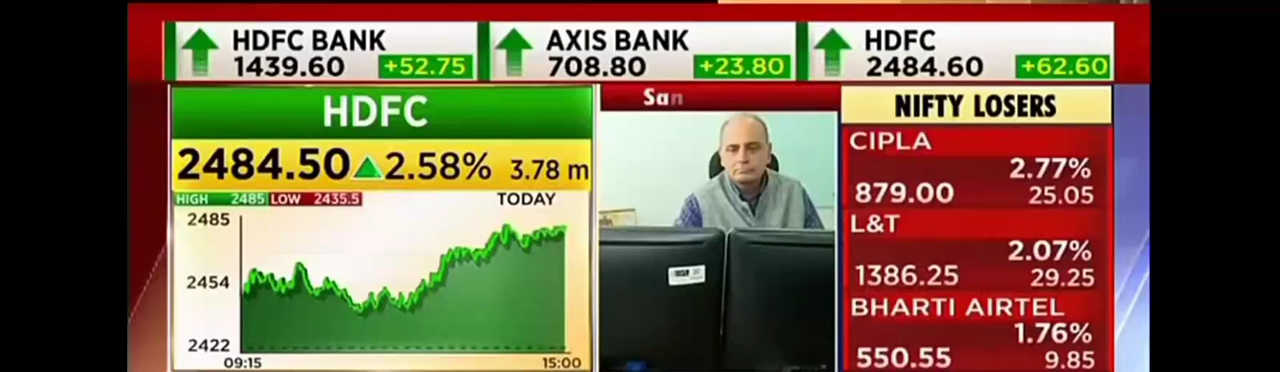 HDFC BANK
1439.60 +52.75
AXIS BANK
708.80 +23.80
HDFC
2484.60 +62.60
HDFC
2484.50 2.58% 3.78 m
HIGH 2485 LOW 2435.5 TODAY
2485
2454
2422
09:15 15:00
San
NIFTY LOSERS
CIPLA
2.77%
879.00 25.05
L&T
2.07%
1386.25 29.25
BHARTI AIRTEL
1.76%
550.55 9.85